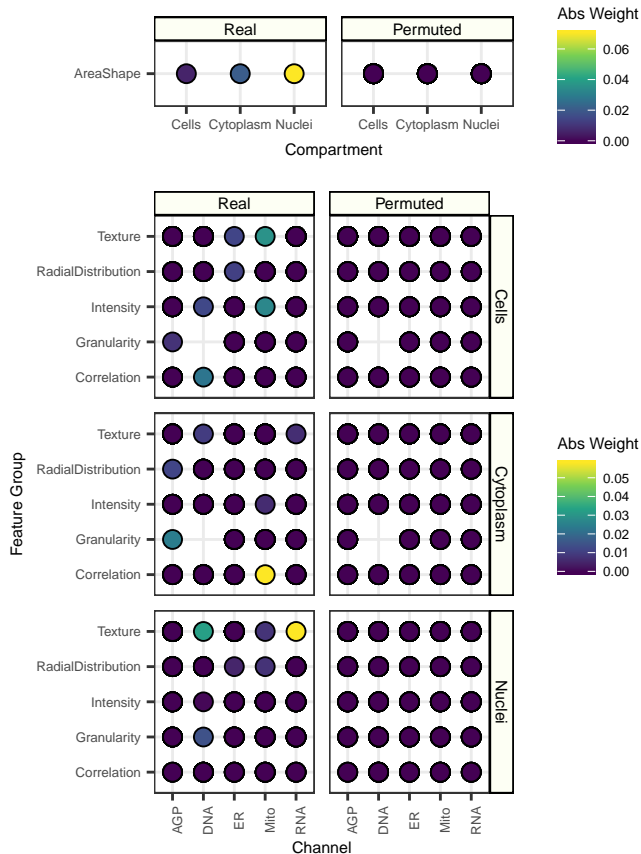 Real Permuted
AreaShape
Cells Cytoplasm Nuclei Cells Cytoplasm Nuclei
Compartment
Abs Weight
0.06
0.04
0.02
0.00
Real Permuted
Texture
RadialDistribution
Intensity
Granularity
Correlation
Cells
Texture
RadialDistribution
Intensity
Granularity
Correlation
Cytoplasm
Texture
RadialDistribution
Intensity
Granularity
Correlation
Nuclei
Feature Group
AGP DNA ER Mito RNA AGP DNA ER Mito RNA
Channel
Abs Weight
0.05
0.04
0.03
0.02
0.01
0.00